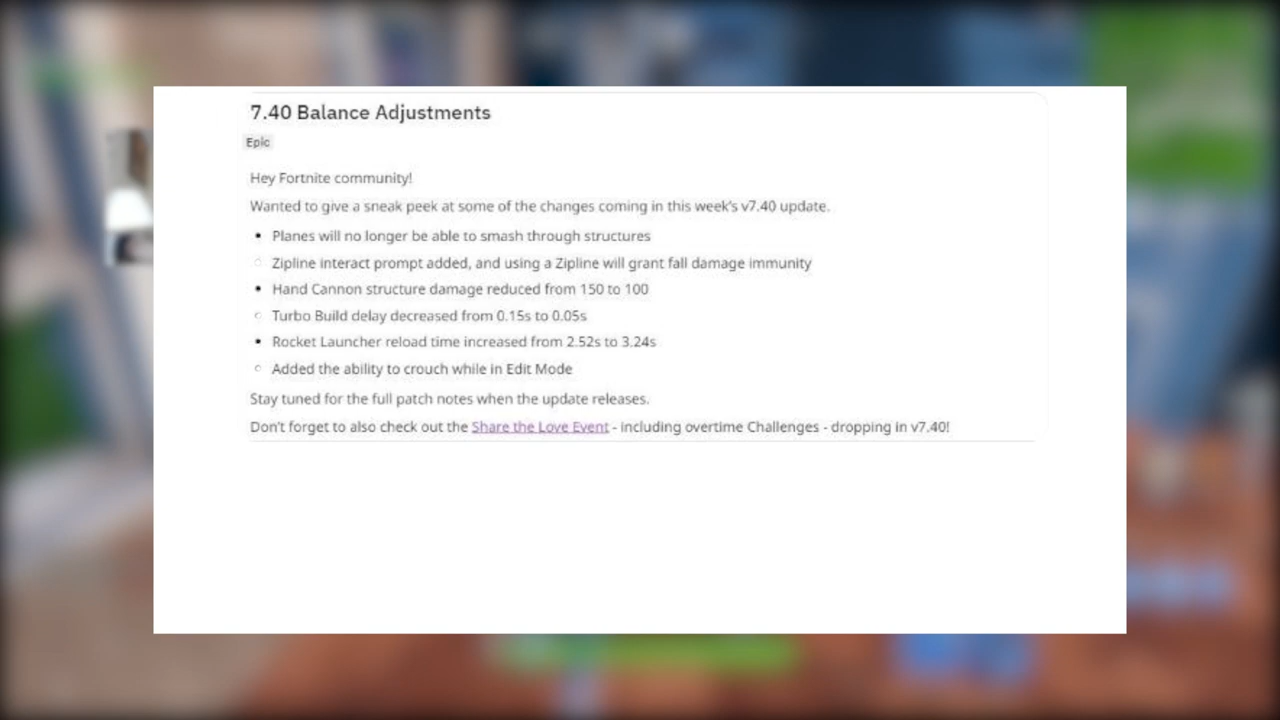 7.40 Balance Adjustments
Epic
Hey Fortnite community!
Wanted to give a sneak peek at some of the changes coming in this week's v7.40 update.
• Planes will no longer be able to smash through structures
◦ Zipline interact prompt added, and using a Zipline will grant fall damage immunity
• Hand Cannon structure damage reduced from 150 to 100
◦ Turbo Build delay decreased from 0.15s to 0.05s
• Rocket Launcher reload time increased from 2.52s to 3.24s
◦ Added the ability to crouch while in Edit Mode
Stay tuned for the full patch notes when the update releases.
Don't forget to also check out the Share the Love Event - including overtime Challenges - dropping in v7.40!